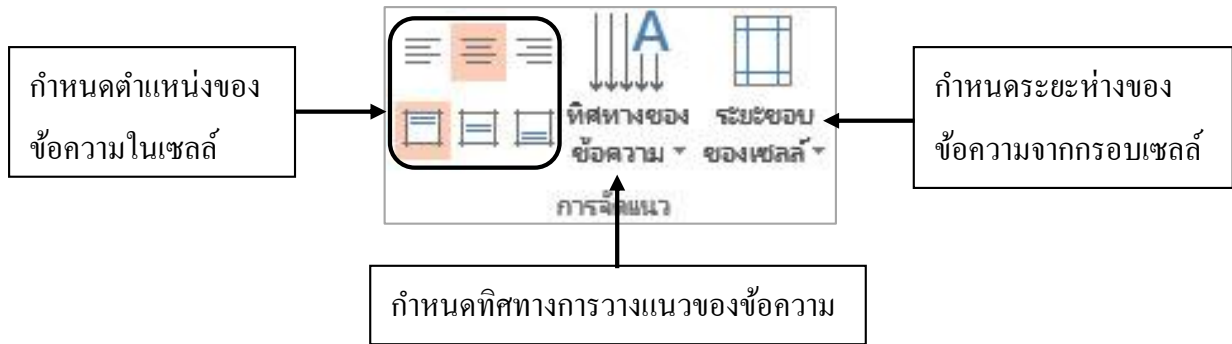 กำหนดตำแหน่งของ
ข้อความในเซลล์
A
ทิศทางของ
ข้อความ
ระยะขอบ
ของเซลล์
การจัดแนว
กำหนดระยะห่างของ
ข้อความจากกรอบเซลล์
กำหนดทิศทางการวางแนวของข้อความ